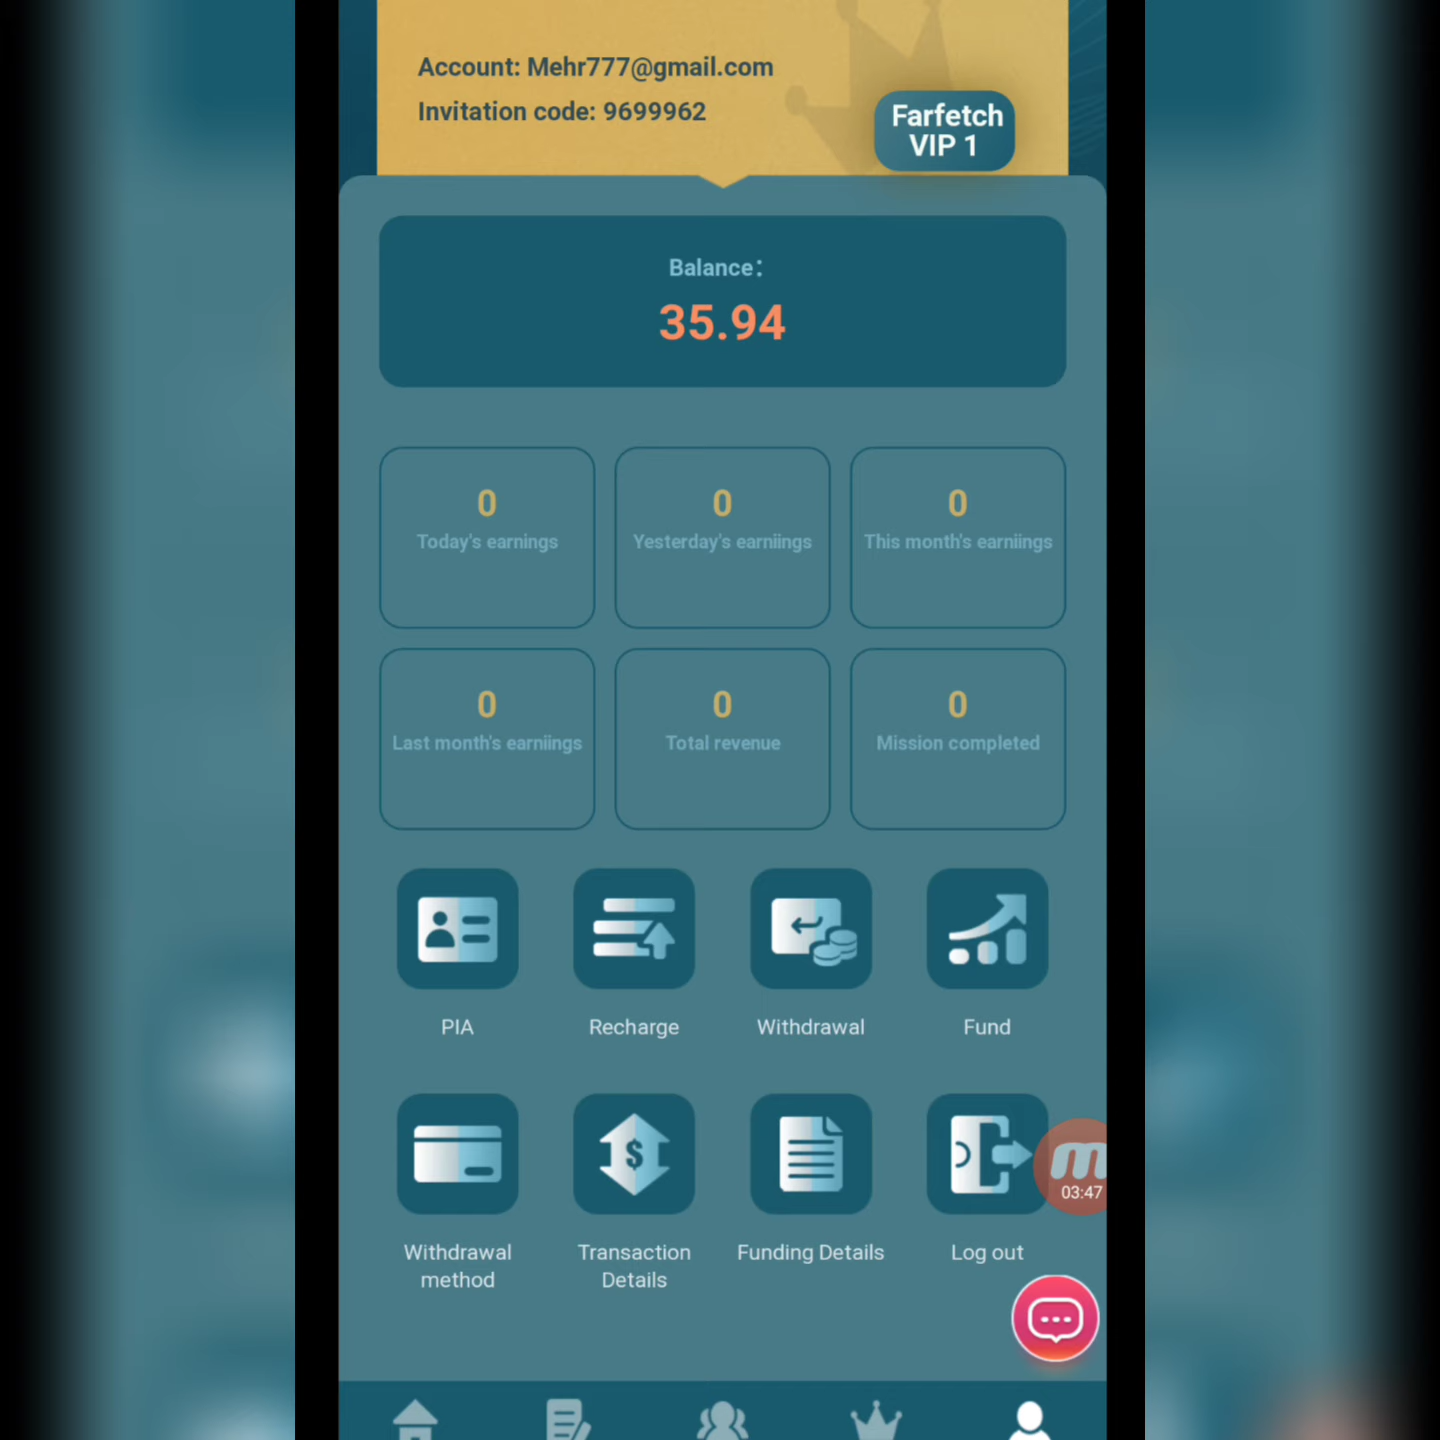 Account: Mehr777@gmail.com
Invitation code: 9699962
Farfetch
VIP 1
Balance：
35.94
0
Today's earnings
0
Yesterday's earniings
0
This month's earniings
0
Last month's earniings
0
Total revenue
0
Mission completed
PIA
Recharge
Withdrawal
Fund
Withdrawal
method
$
Transaction
Details
Funding Details
Log out
m
03:47